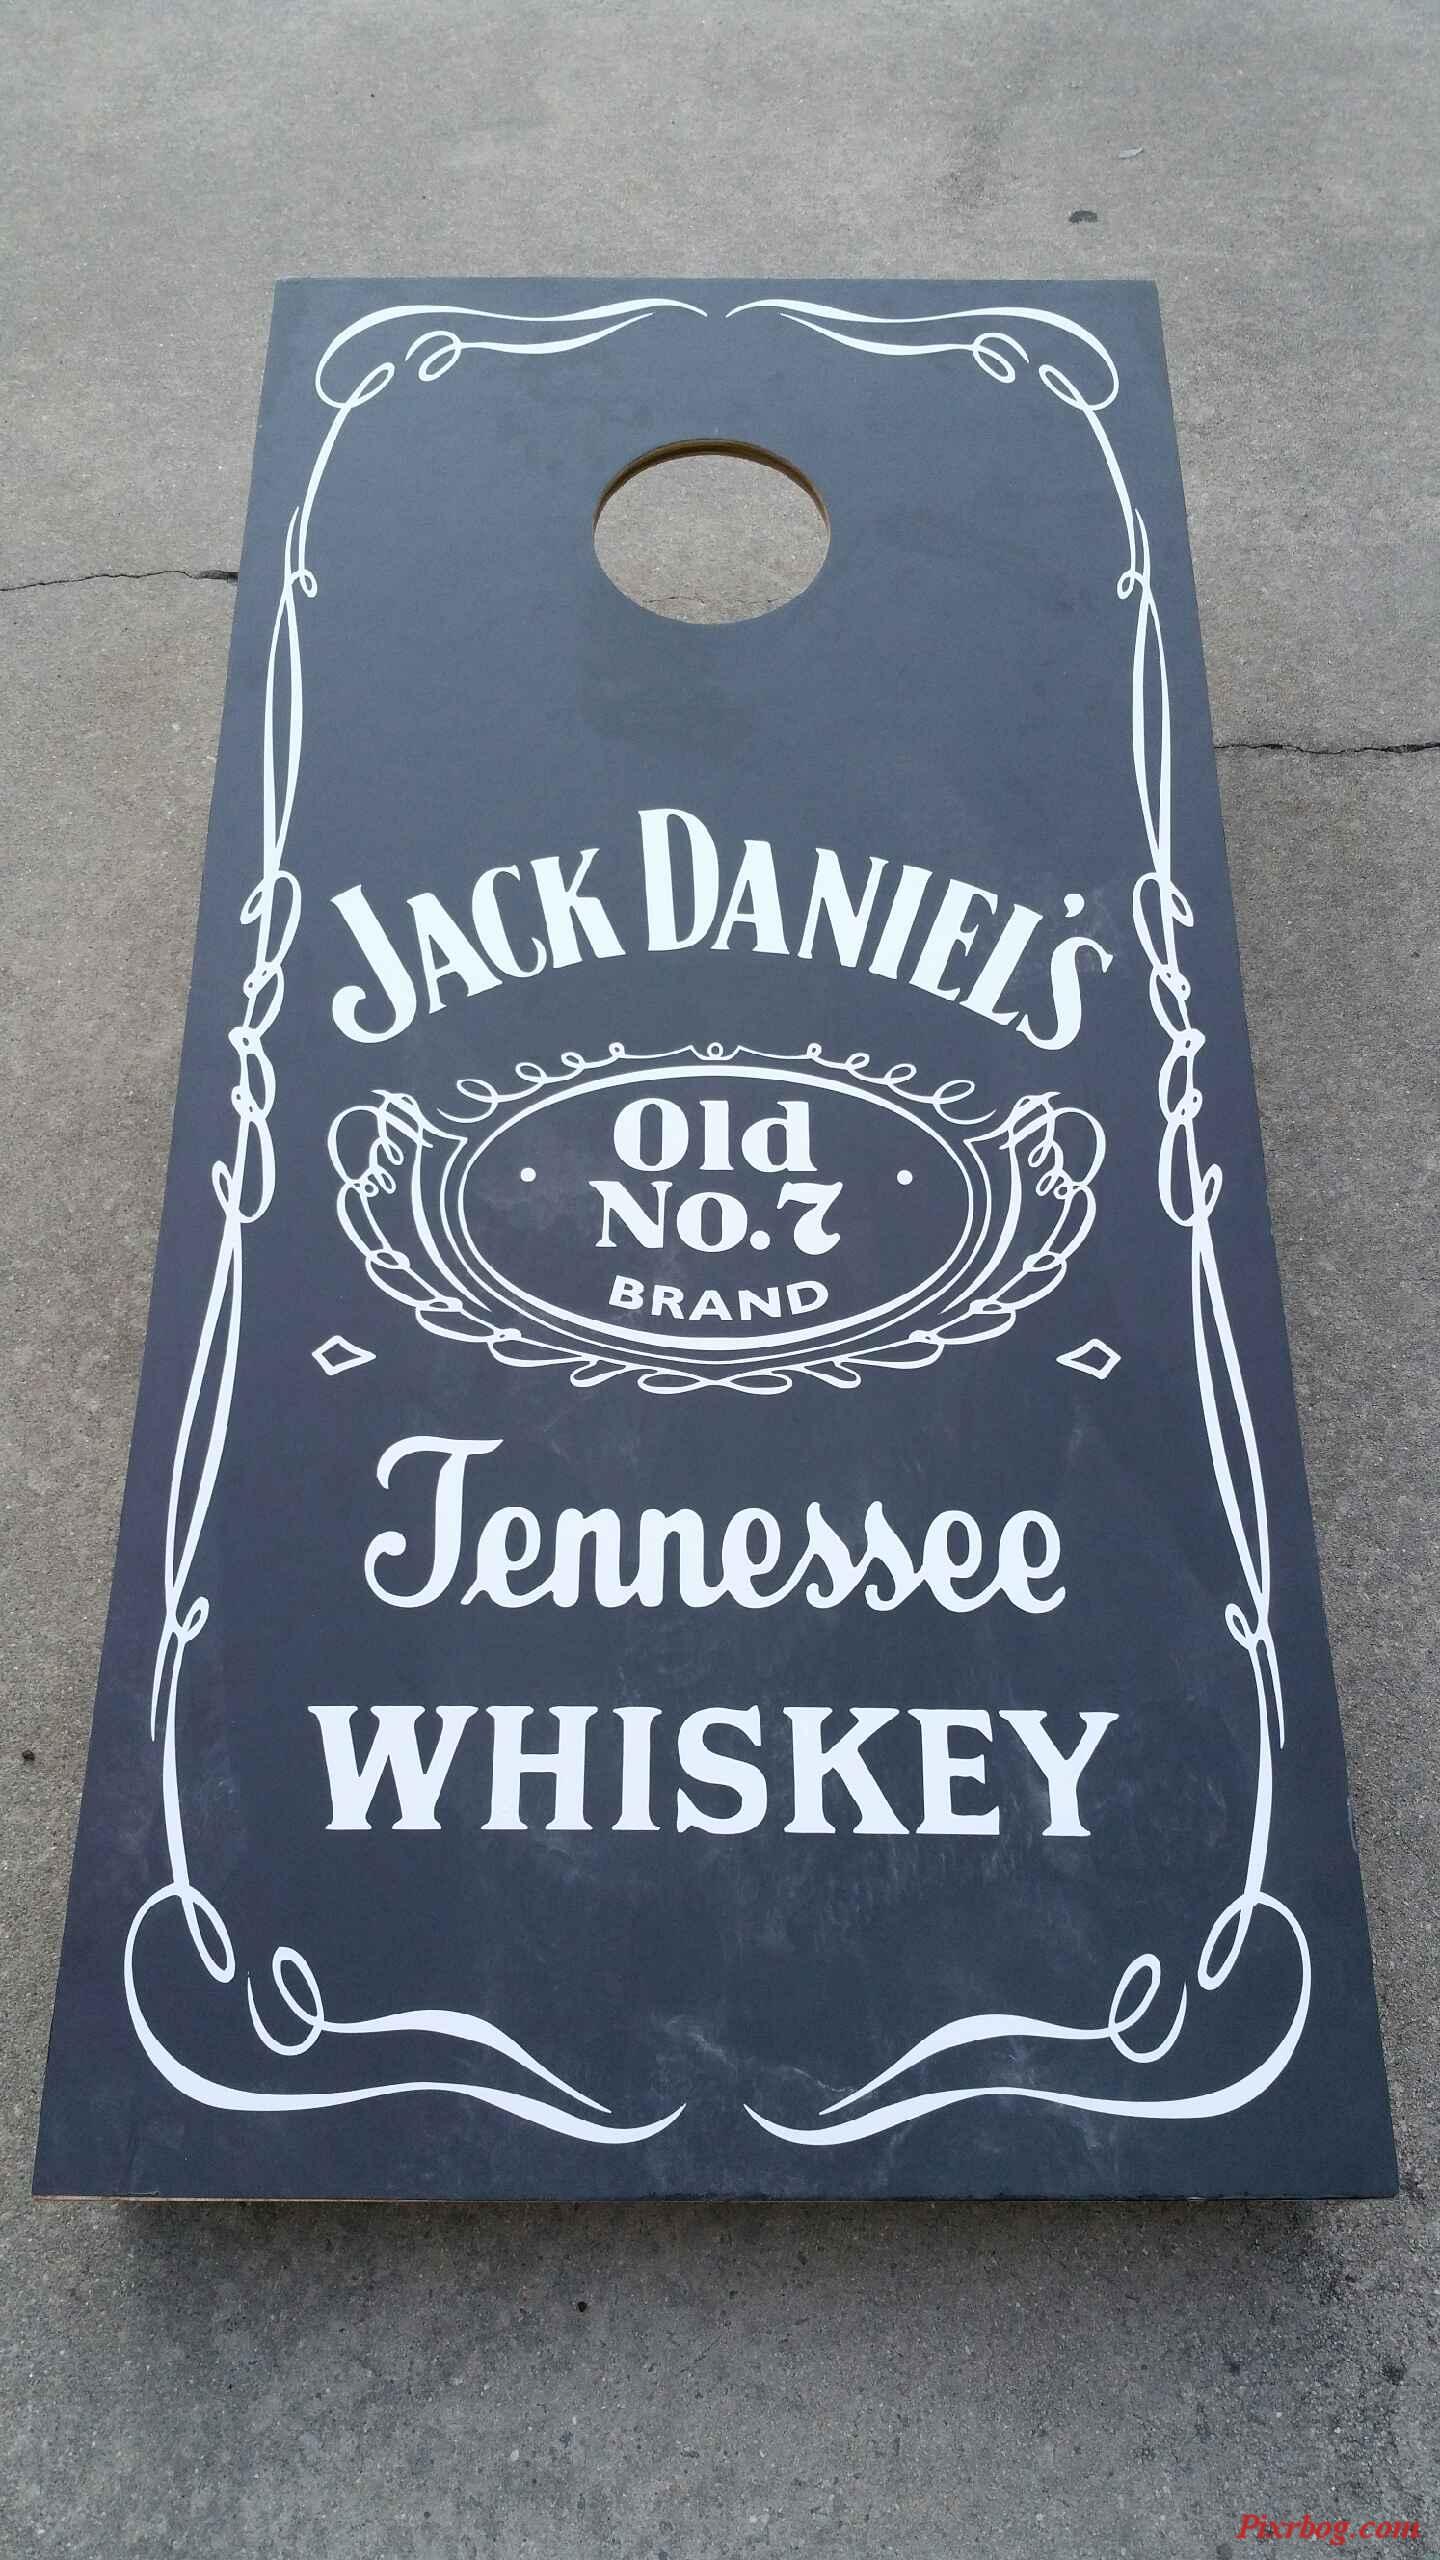 JACK DANIEL'S
Old
No.7
BRAND
Tennessee
WHISKEY
Pixrbog.com